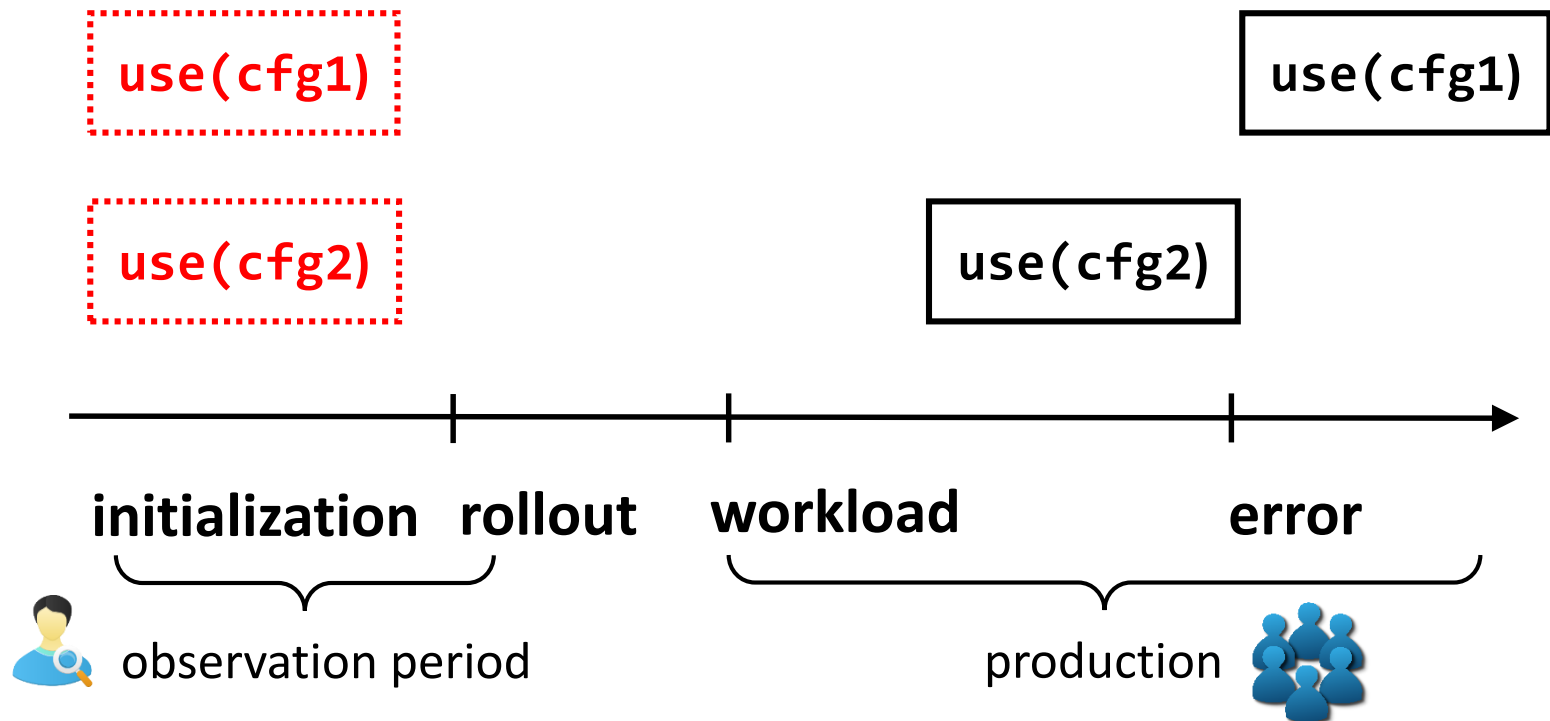 use(cfg1) use(cfg1)
use(cfg2) use(cfg2)
initialization rollout workload error
observation period production